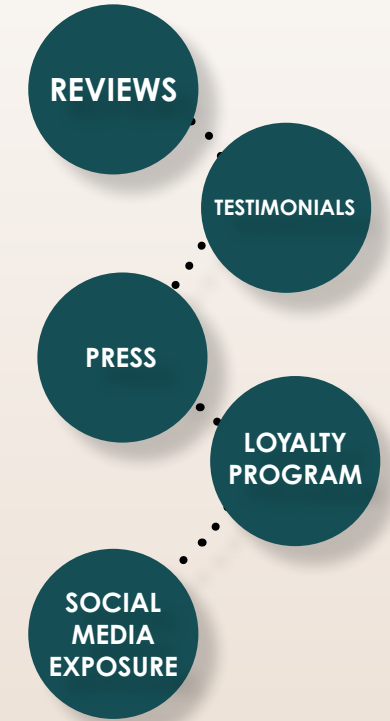 REVIEWS
TESTIMONIALS
PRESS
LOYALTY
PROGRAM
SOCIAL
MEDIA
EXPOSURE